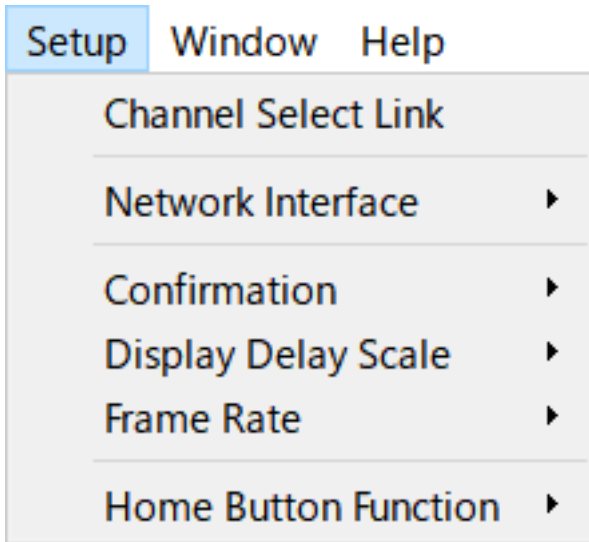 Setup Window Help
Channel Select Link
Network Interface
Confirmation
Display Delay Scale
Frame Rate
Home Button Function